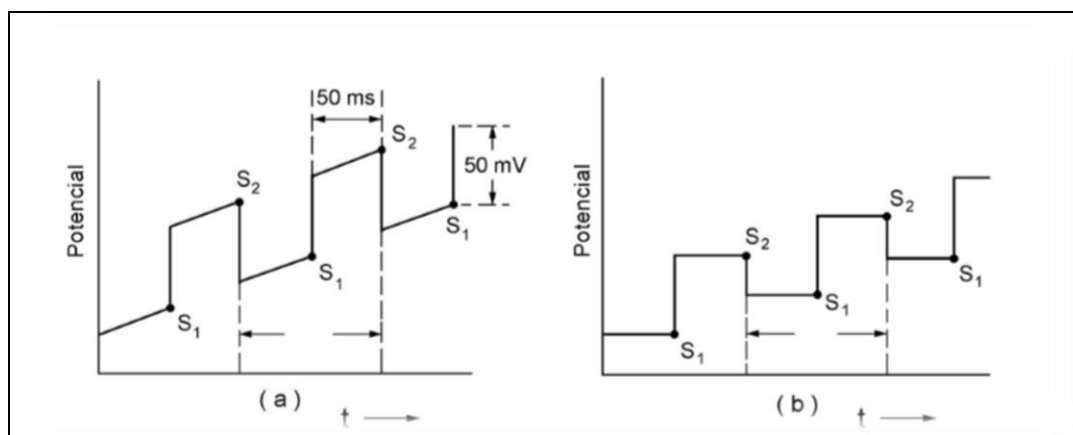 50 ms
S2
50 mV
S2
S1
S1
S1
Potencial
(a)
t
S2
S2
S1
S1
S1
Potencial
(b)
t